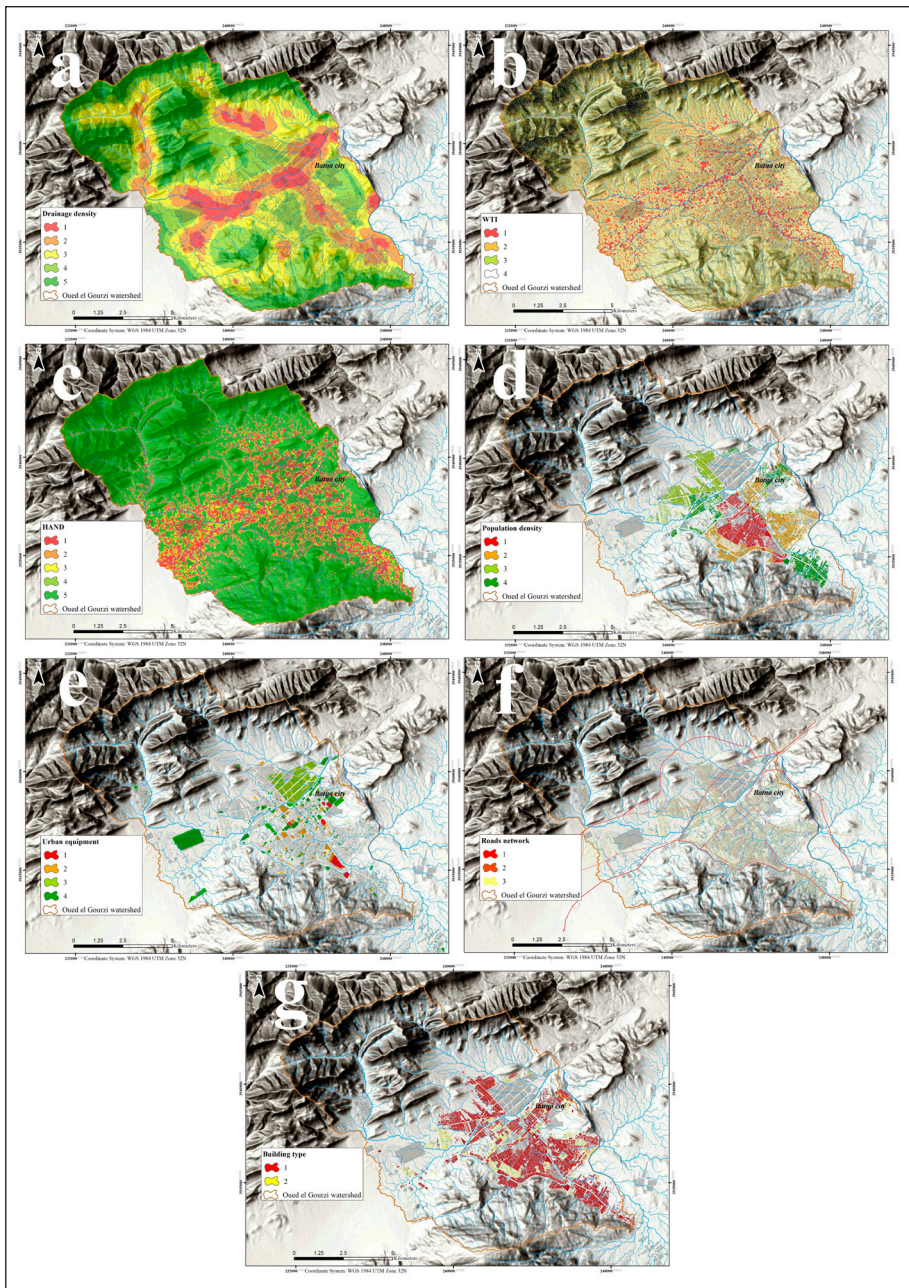 a
N
Batna city
Drainage density
1
2
3
4
5
Oued el Gourzi watershed
0 1.25 2.5 5
Kilometers
Coordinate System: WGS 1984 UTM Zone 32N
b
N
Batna city
WTI
1
2
3
4
Oued el Gourzi watershed
0 1.25 2.5 5
Kilometers
Coordinate System: WGS 1984 UTM Zone 32N
c
N
Batna city
HAND
1
2
3
4
5
Oued el Gourzi watershed
0 1.25 2.5 5
Kilometers
Coordinate System: WGS 1984 UTM Zone 32N
d
N
Batna city
Population density
1
2
3
4
Oued el Gourzi watershed
0 1.25 2.5 5
Kilometers
Coordinate System: WGS 1984 UTM Zone 32N
e
N
Batna city
Urban equipment
1
2
3
4
Oued el Gourzi watershed
0 1.25 2.5 5
Kilometers
Coordinate System: WGS 1984 UTM Zone 32N
f
N
Batna city
Roads network
1
2
3
Oued el Gourzi watershed
0 1.25 2.5 5
Kilometers
Coordinate System: WGS 1984 UTM Zone 32N
g
N
Batna city
Building type
1
2
Oued el Gourzi watershed
0 1.25 2.5 5
Kilometers
Coordinate System: WGS 1984 UTM Zone 32N